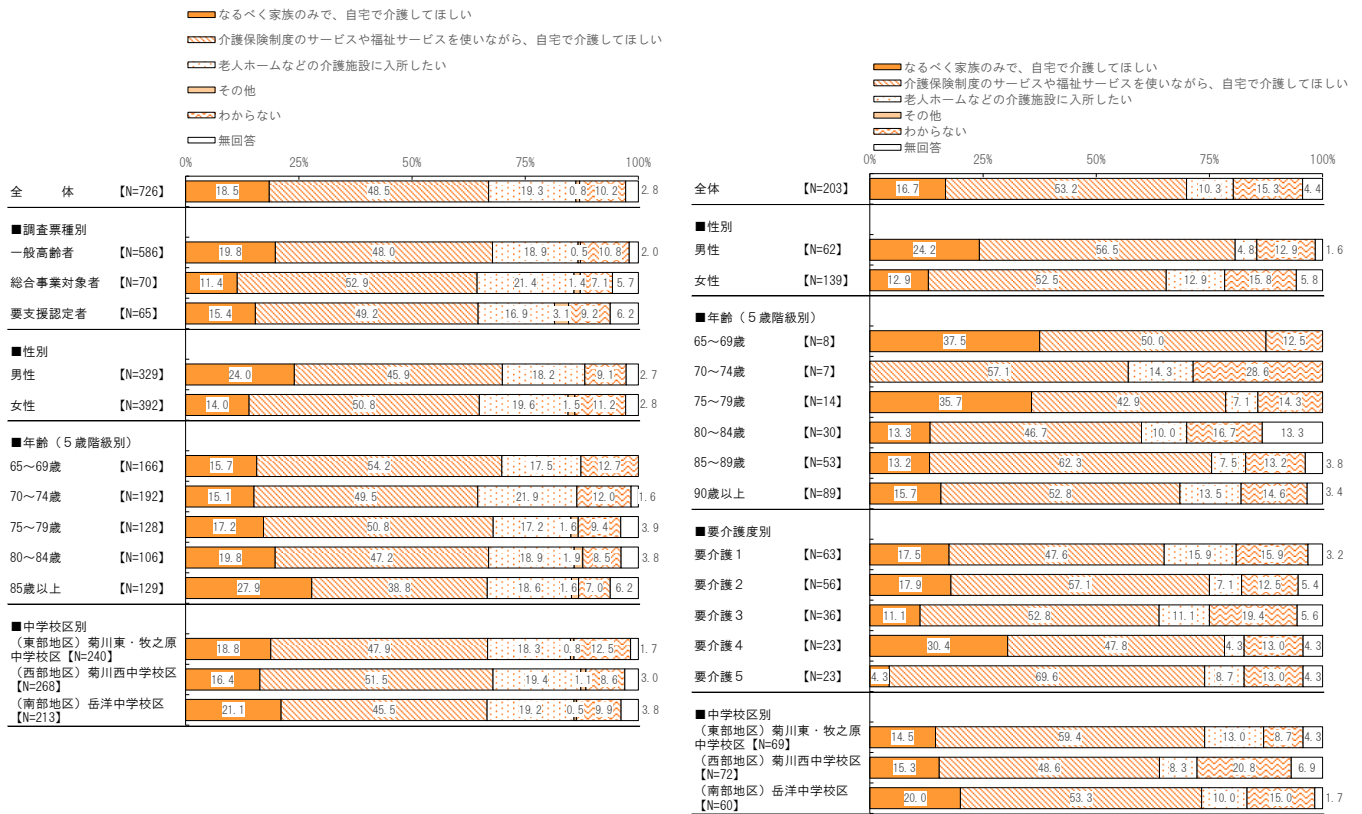 なるべく家族のみで、自宅で介護してほしい
介護保険制度のサービスや福祉サービスを使いながら、自宅で介護してほしい
老人ホームなどの介護施設に入所したい
その他
わからない
無回答
0% 25% 50% 75% 100%
全 体 【N=726】 18.5 48.5 19.3 0.8 10.2 2.8
■調査票種別
一般高齢者 【N=586】 19.8 48.0 18.9 0.5 10.8 2.0
総合事業対象者 【N=70】 11.4 52.9 21.4 1.4 7.1 5.7
要支援認定者 【N=65】 15.4 49.2 16.9 3.1 9.2 6.2
■性別
男性 【N=329】 24.0 45.9 18.2 9.1 2.7
女性 【N=392】 14.0 50.8 19.6 1.5 11.2 2.8
■年齢（５歳階級別）
65～69歳 【N=166】 15.7 54.2 17.5 12.7
70～74歳 【N=192】 15.1 49.5 21.9 12.0 1.6
75～79歳 【N=128】 17.2 50.8 17.2 1.6 9.4 3.9
80～84歳 【N=106】 19.8 47.2 18.9 1.9 8.5 3.8
85歳以上 【N=129】 27.9 38.8 18.6 1.6 7.0 6.2
■中学校区別
（東部地区）菊川東・牧之原
中学校区【N=240】 18.8 47.9 18.3 0.8 12.5 1.7
（西部地区）菊川西中学校区
【N=268】 16.4 51.5 19.4 1.1 8.6 3.0
（南部地区）岳洋中学校区
【N=213】 21.1 45.5 19.2 0.5 9.9 3.8
なるべく家族のみで、自宅で介護してほしい
介護保険制度のサービスや福祉サービスを使いながら、自宅で介護してほしい
老人ホームなどの介護施設に入所したい
その他
わからない
無回答
0% 25% 50% 75% 100%
全体 【N=203】 16.7 53.2 10.3 15.3 4.4
■性別
男性 【N=62】 24.2 56.5 4.8 12.9 1.6
女性 【N=139】 12.9 52.5 12.9 15.8 5.8
■年齢（５歳階級別）
65～69歳 【N=8】 37.5 50.0 12.5
70～74歳 【N=7】 57.1 14.3 28.6
75～79歳 【N=14】 35.7 42.9 7.1 14.3
80～84歳 【N=30】 13.3 46.7 10.0 16.7 13.3
85～89歳 【N=53】 13.2 62.3 7.5 13.2 3.8
90歳以上 【N=89】 15.7 52.8 13.5 14.6 3.4
■要介護度別
要介護１ 【N=63】 17.5 47.6 15.9 15.9 3.2
要介護２ 【N=56】 17.9 57.1 7.1 12.5 5.4
要介護３ 【N=36】 11.1 52.8 11.1 19.4 5.6
要介護４ 【N=23】 30.4 47.8 4.3 13.0 4.3
要介護５ 【N=23】 4.3 69.6 8.7 13.0 4.3
■中学校区別
（東部地区）菊川東・牧之原
中学校区【N=69】 14.5 59.4 13.0 8.7 4.3
（西部地区）菊川西中学校区
【N=72】 15.3 48.6 8.3 20.8 6.9
（南部地区）岳洋中学校区
【N=60】 20.0 53.3 10.0 15.0 1.7